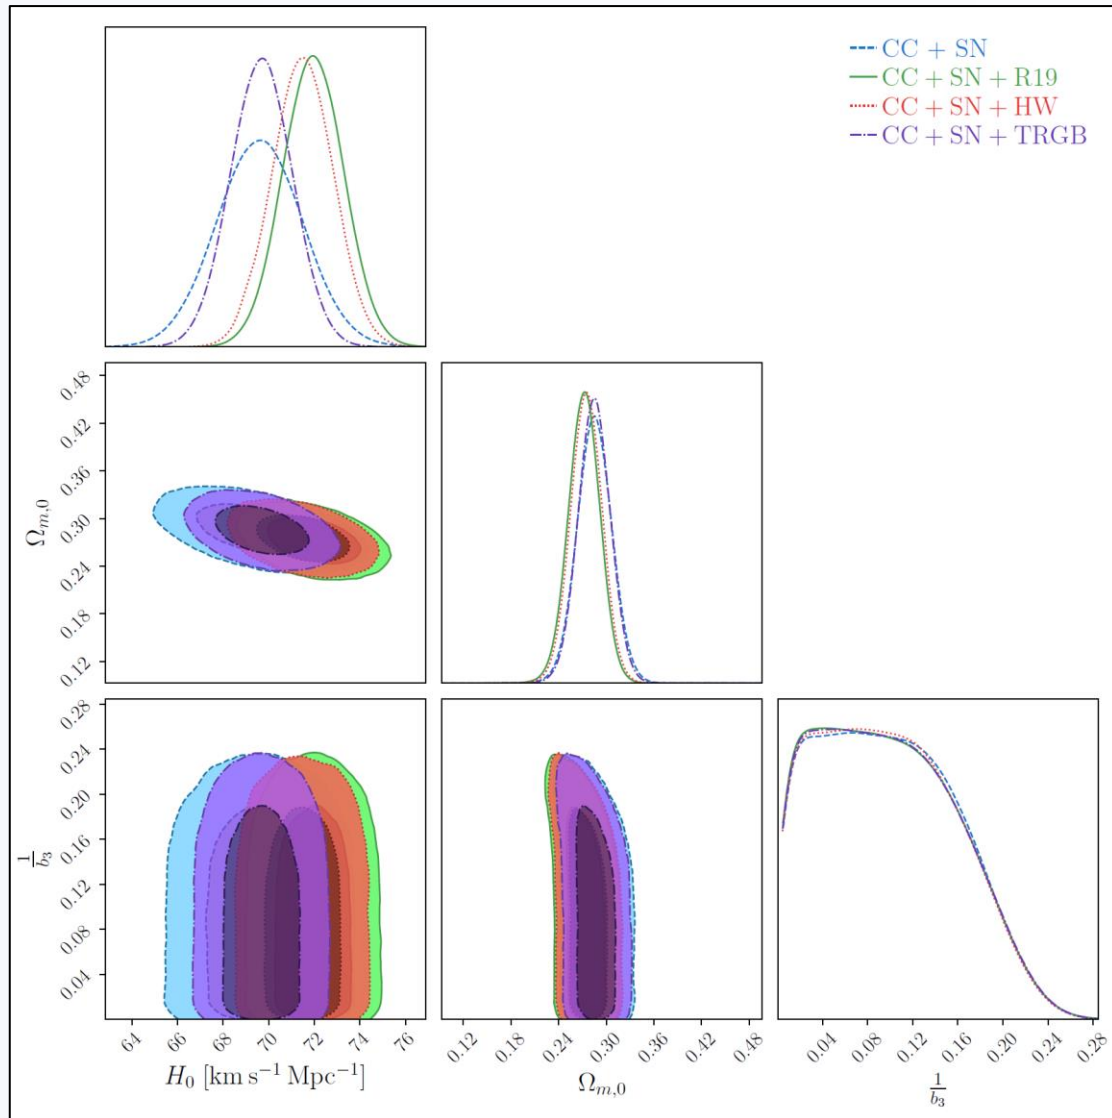 CC + SN
CC + SN + R19
CC + SN + HW
CC + SN + TRGB
0.48
0.42
0.36
0.30
0.24
0.18
0.12
Ωm,0
0.28
0.24
0.20
0.16
0.12
0.08
0.04
1/b3
64 66 68 70 72 74 76
H0 [km s−1 Mpc−1]
0.12 0.18 0.24 0.30 0.36 0.42 0.48
Ωm,0
0.04 0.08 0.12 0.16 0.20 0.24 0.28
1/b3